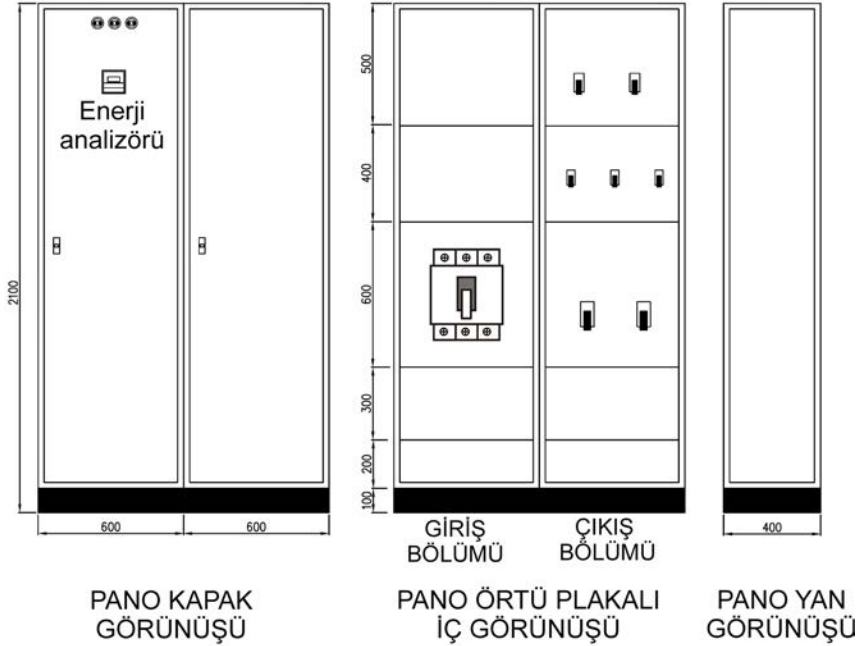 Enerji
analizörü
2100
600
600
500
400
600
300
200
100
GİRİŞ
BÖLÜMÜ
ÇIKIŞ
BÖLÜMÜ
400
PANO KAPAK
GÖRÜNÜŞÜ
PANO ÖRTÜ PLAKALI
İÇ GÖRÜNÜŞÜ
PANO YAN
GÖRÜNÜŞÜ